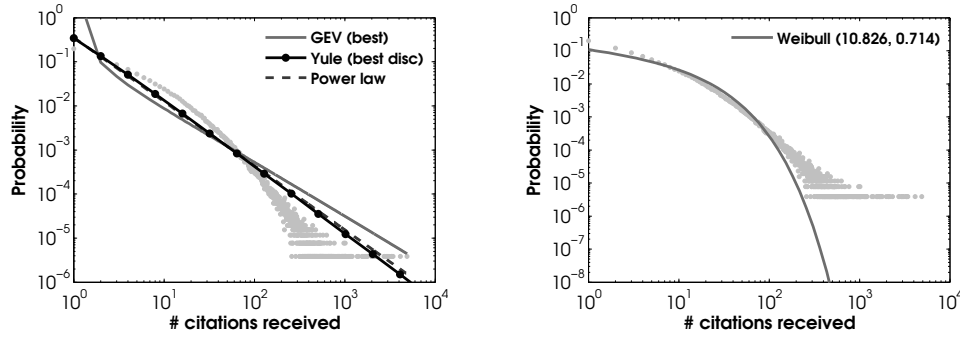 10^0
10^-1
10^-2
10^-3
10^-4
10^-5
10^-6
Probability
GEV (best)
Yule (best disc)
Power law
10^0 10^1 10^2 10^3 10^4
# citations received
10^0
10^-1
10^-2
10^-3
10^-4
10^-5
10^-6
10^-7
10^-8
Probability
Weibull (10.826, 0.714)
10^0 10^1 10^2 10^3 10^4
# citations received